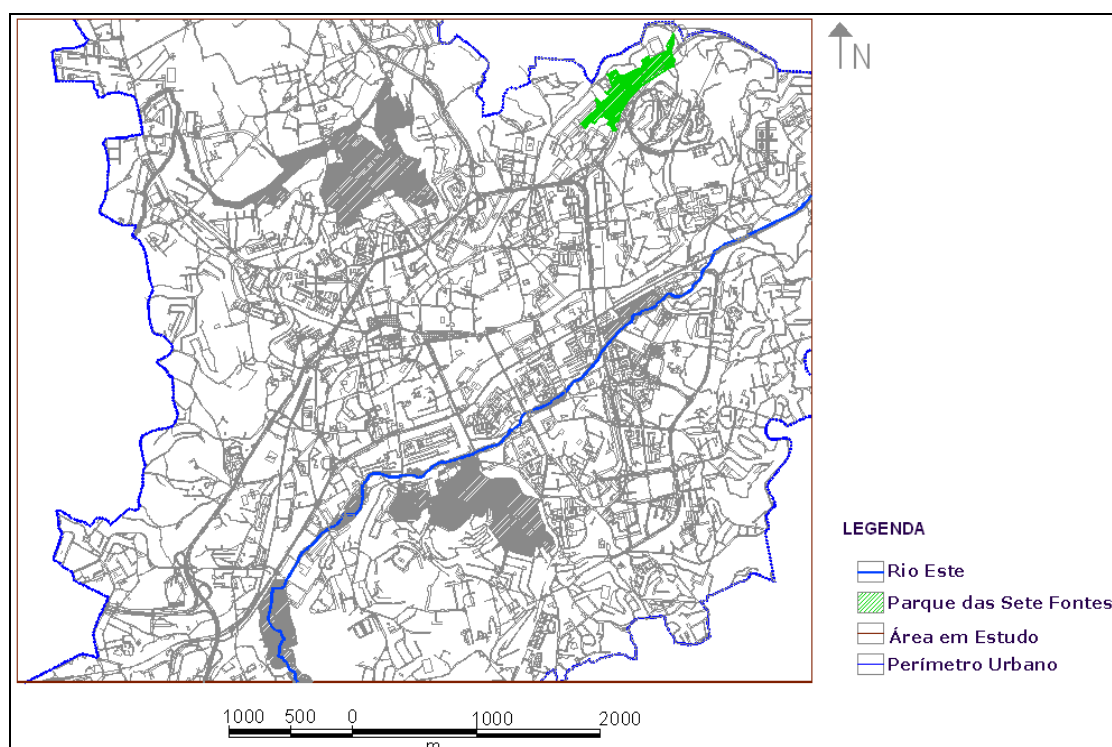 N
LEGENDA
Rio Este
Parque das Sete Fontes
Área em Estudo
Perímetro Urbano
1000 500 0 1000 2000
m